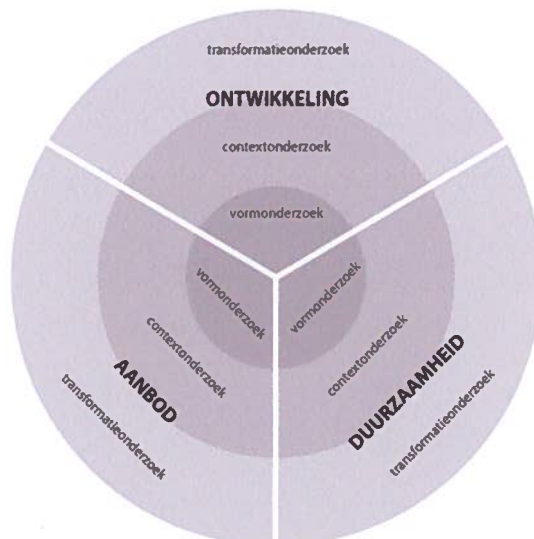 transformatieonderzoek
ONTWIKKELING
contextonderzoek
vormonderzoek
vormonderzoek
contextonderzoek
AANBOD
transformatieonderzoek
vormonderzoek
contextonderzoek
DUURZAAMHEID
transformatieonderzoek